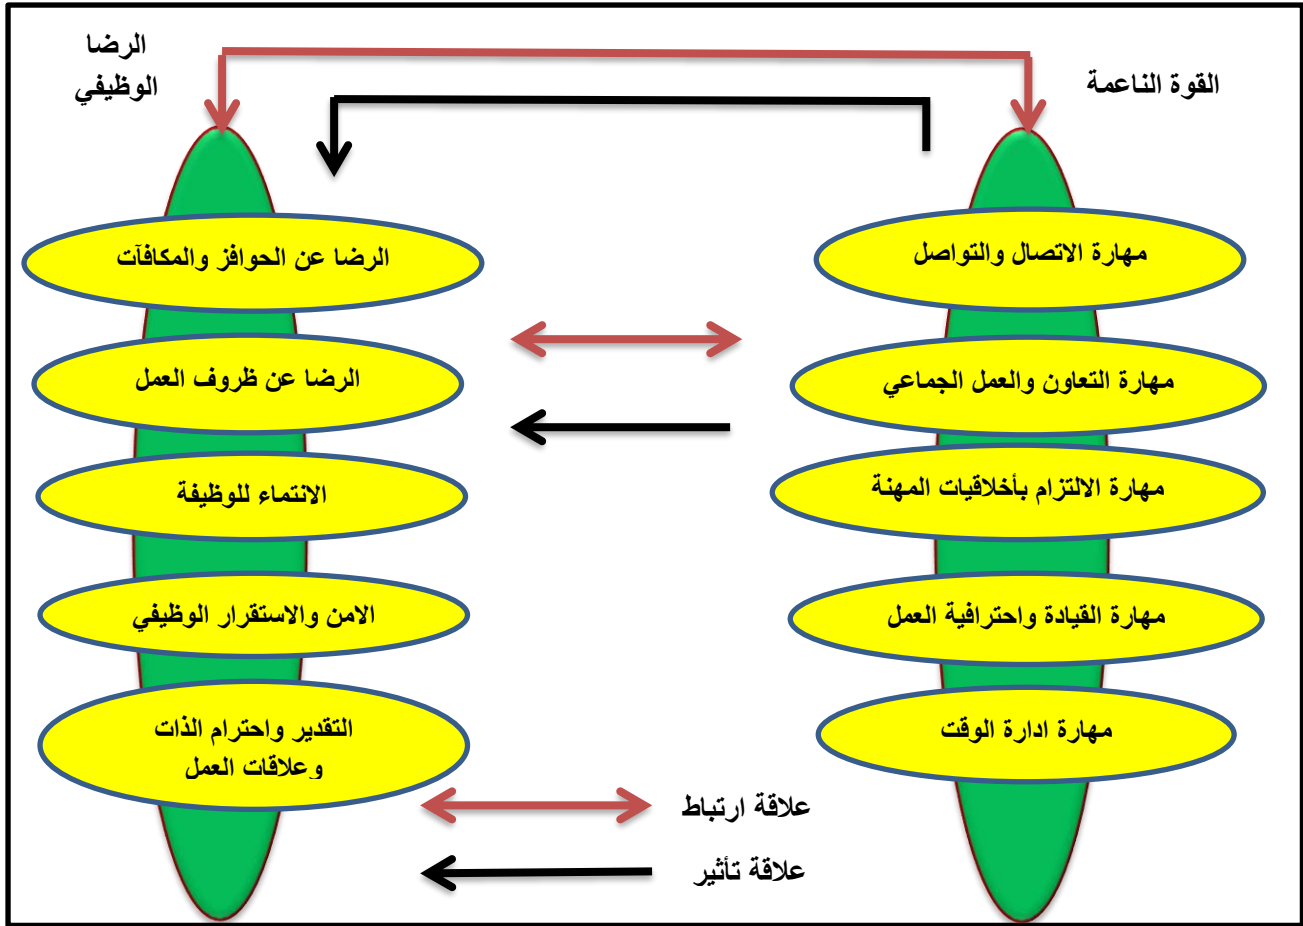 القوة الناعمة
الرضا
الوظيفي
مهارة الاتصال والتواصل
الرضا عن الحوافز والمكافآت
مهارة التعاون والعمل الجماعي
الرضا عن ظروف العمل
مهارة الالتزام بأخلاقيات المهنة
الانتماء للوظيفة
مهارة القيادة واحترافية العمل
الامن والاستقرار الوظيفي
مهارة ادارة الوقت
التقدير واحترام الذات
وعلاقات العمل
علاقة ارتباط
علاقة تأثير